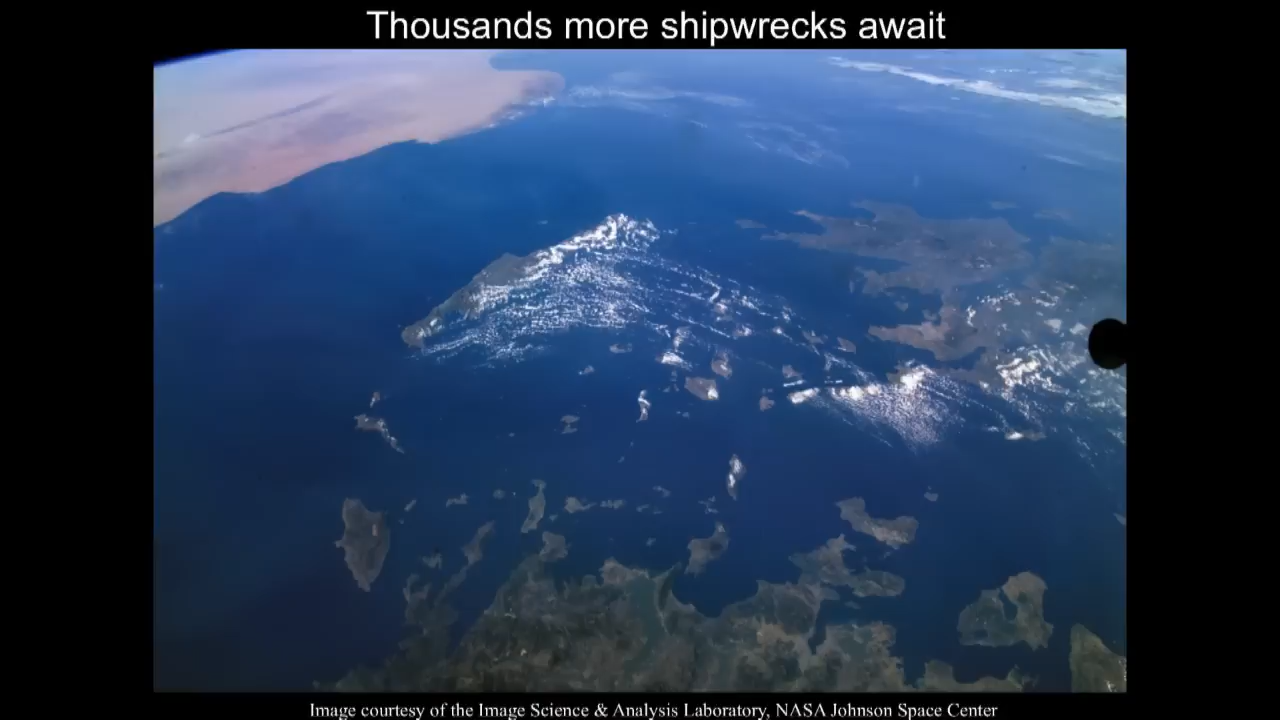 Thousands more shipwrecks await
Image courtesy of the Image Science & Analysis Laboratory, NASA Johnson Space Center